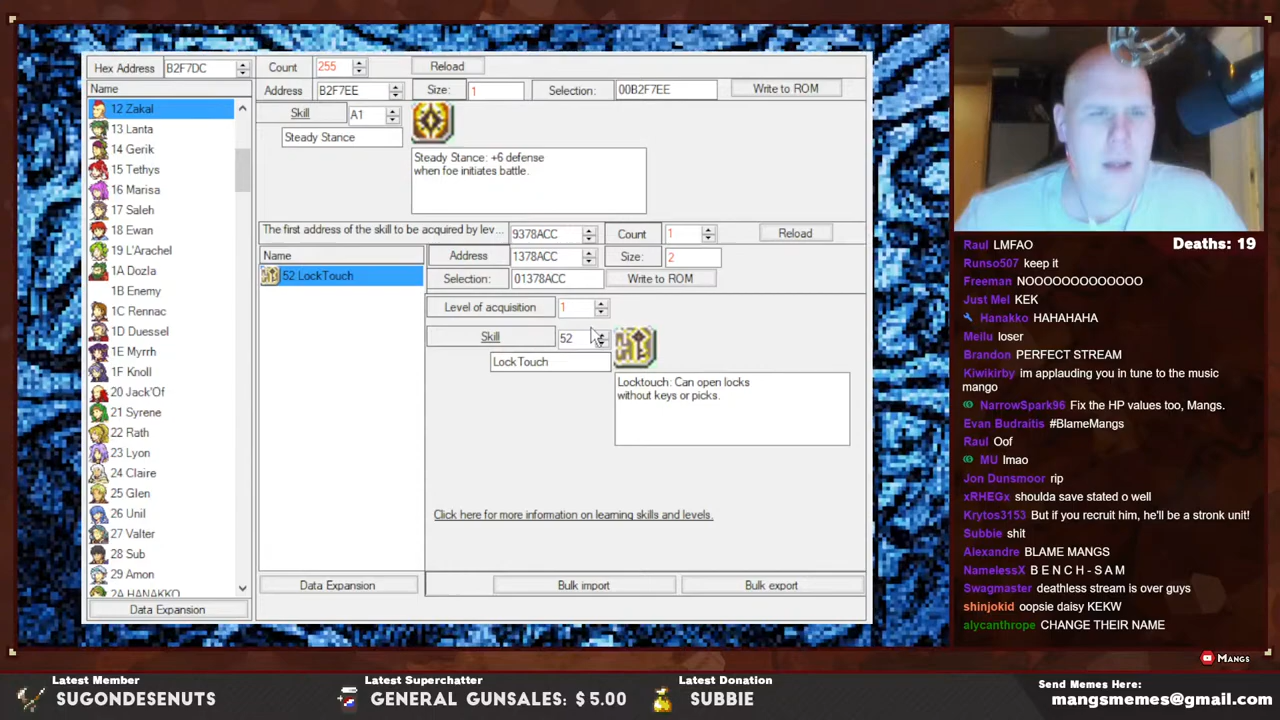 Hex Address B2F7DC
Count 255
Reload
Name
Address B2F7EE
Size: 1
Selection: 00B2F7EE
Write to ROM
Skill A1
Steady Stance
Steady Stance: +6 defense
when foe initiates battle.
12 Zakal
13 Lanta
14 Gerik
15 Tethys
16 Marisa
17 Saleh
18 Ewan
19 L'Arachel
1A Dozla
1B Enemy
1C Rennac
1D Duessel
1E Myrrh
1F Knoll
20 Jack'Of
21 Syrene
22 Rath
23 Lyon
24 Claire
25 Glen
26 Unil
27 Valter
28 Sub
29 Amon
2A HANAKKO
Data Expansion
The first address of the skill to be acquired by lev...
9378ACC
Count 1
Reload
Name
Address 1378ACC
Size: 2
52 LockTouch
Selection: 01378ACC
Write to ROM
Level of acquisition 1
Skill 52
LockTouch
Locktouch: Can open locks
without keys or picks.
Click here for more information on learning skills and levels.
Data Expansion
Bulk import
Bulk export
Deaths: 19
Raul LMFAO
Runso507 keep it
Freeman NOOOOOOOOOOOOO
Just Mel KEK
Hanakko HAHAHAHA
Meilu loser
Brandon PERFECT STREAM
Kiwikirby im applauding you in tune to the music
mango
NarrowSpark96 Fix the HP values too, Mangs.
Evan Budraitis #BlameMangs
Raul Oof
MU lmao
Jon Dunsmoor rip
xRHEGx shoulda save stated o well
Krytos3153 But if you recruit him, he'll be a stronk unit!
Subbie shit
Alexandre BLAME MANGS
NamelessX B E N C H - S A M
Swagmaster deathless stream is over guys
shinjokid oopsie daisy KEKW
alycanthrope CHANGE THEIR NAME
Mangs
Latest Member
SUGONDESENUTS
Latest Superchatter
GENERAL GUNSALES: $ 5.00
Latest Donation
SUBBIE
Send Memes Here:
mangsmemes@gmail.com